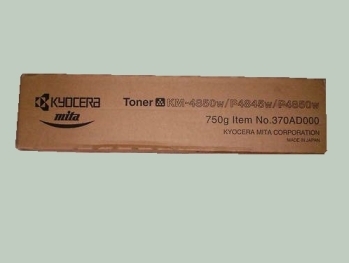 KYOCERA
mita
Toner KM-4850w/P4845w/P4850w
750g Item No.370AD000
KYOCERA MITA CORPORATION
MADE IN JAPAN